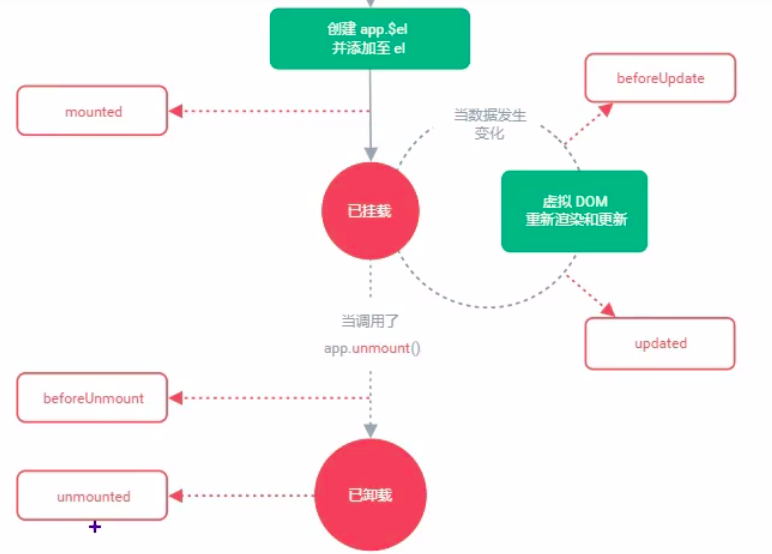 创建 app.$el
并添加至 el
beforeUpdate
mounted
当数据发生
变化
已挂载
虚拟 DOM
重新渲染和更新
当调用了
app.unmount()
updated
beforeUnmount
unmounted
已卸载